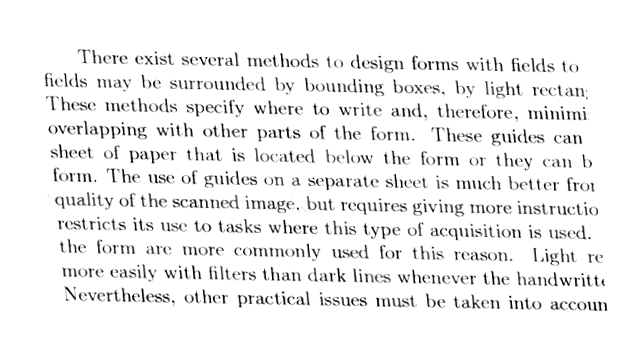 There exist several methods to design forms with fields to
fields may be surrounded by bounding boxes, by light rectan
These methods specify where to write and, therefore, minimi
overlapping with other parts of the form. These guides can
sheet of paper that is located below the form or they can b
form. The use of guides on a separate sheet is much better fro
quality of the scanned image, but requires giving more instructio
restricts its use to tasks where this type of acquisition is used.
the form are more commonly used for this reason. Light re
more easily with filters than dark lines whenever the handwritt
Nevertheless, other practical issues must be taken into accoun